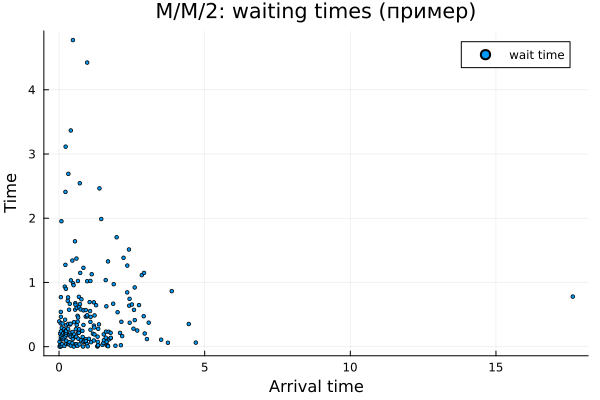 M/M/2: waiting times (пример)
wait time
4
3
2
1
0
Time
0 5 10 15
Arrival time